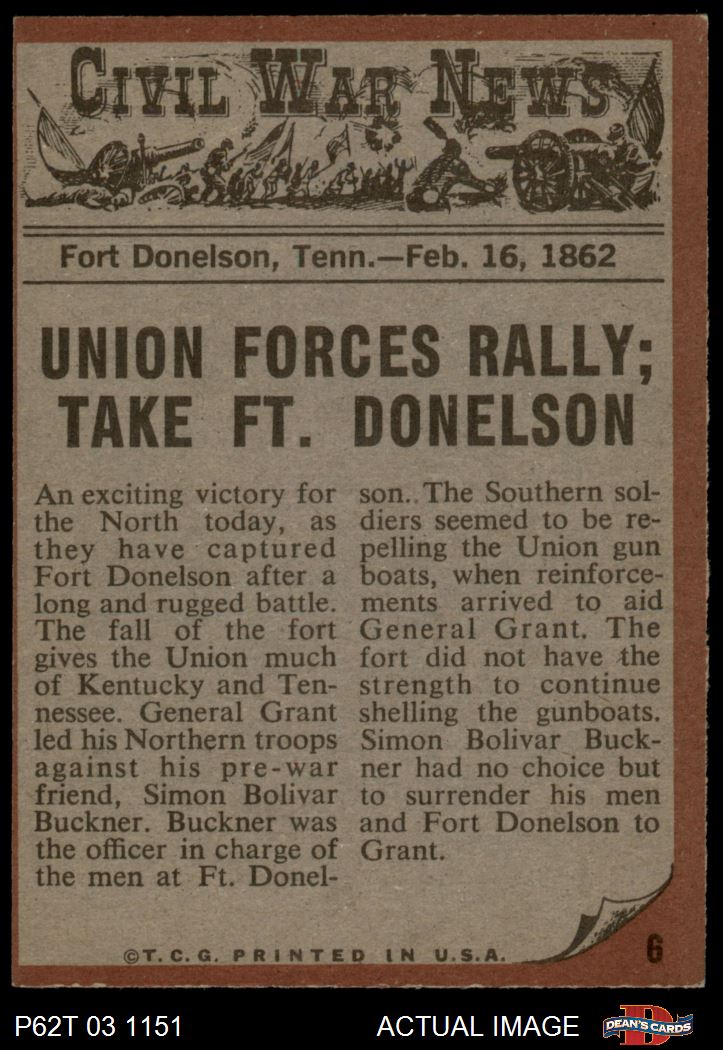 CIVIL WAR NEWS
Fort Donelson, Tenn.—Feb. 16, 1862
UNION FORCES RALLY;
TAKE FT. DONELSON
An exciting victory for
the North today, as
they have captured
Fort Donelson after a
long and rugged battle.
The fall of the fort
gives the Union much
of Kentucky and Ten-
nessee. General Grant
led his Northern troops
against his pre-war
friend, Simon Bolivar
Buckner. Buckner was
the officer in charge of
the men at Ft. Donel-
son.. The Southern sol-
diers seemed to be re-
pelling the Union gun
boats, when reinforce-
ments arrived to aid
General Grant. The
fort did not have the
strength to continue
shelling the gunboats.
Simon Bolivar Buck-
ner had no choice but
to surrender his men
and Fort Donelson to
Grant.
©T.C.G. PRINTED IN U.S.A.
6
P62T 03 1151
ACTUAL IMAGE
D
DEAN'S CARDS